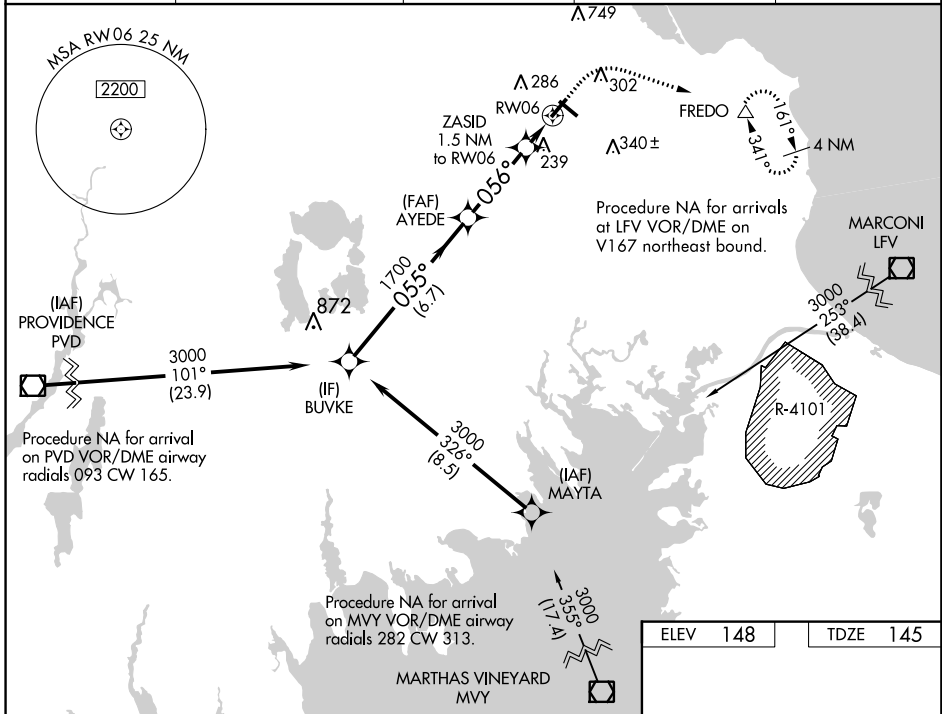 749
MSA RW06 25 NM
2200
286
302
RW06
FREDO
161°
341°
4 NM
ZASID
1.5 NM
to RW06
239
340 ±
056°
(FAF)
AYEDE
Procedure NA for arrivals
at LFV VOR/DME on
V167 northeast bound.
MARCONI
LFV
1700
055°
(6.7)
3000
253°
(38.4)
(IAF)
PROVIDENCE
PVD
872
3000
101°
(23.9)
(IF)
BUVKE
R-4101
Procedure NA for arrival
on PVD VOR/DME airway
radials 093 CW 165.
3000
326°
(8.5)
(IAF)
MAYTA
3000
355°
(17.4)
Procedure NA for arrival
on MVY VOR/DME airway
radials 282 CW 313.
MARTHAS VINEYARD
MVY
ELEV 148
TDZE 145